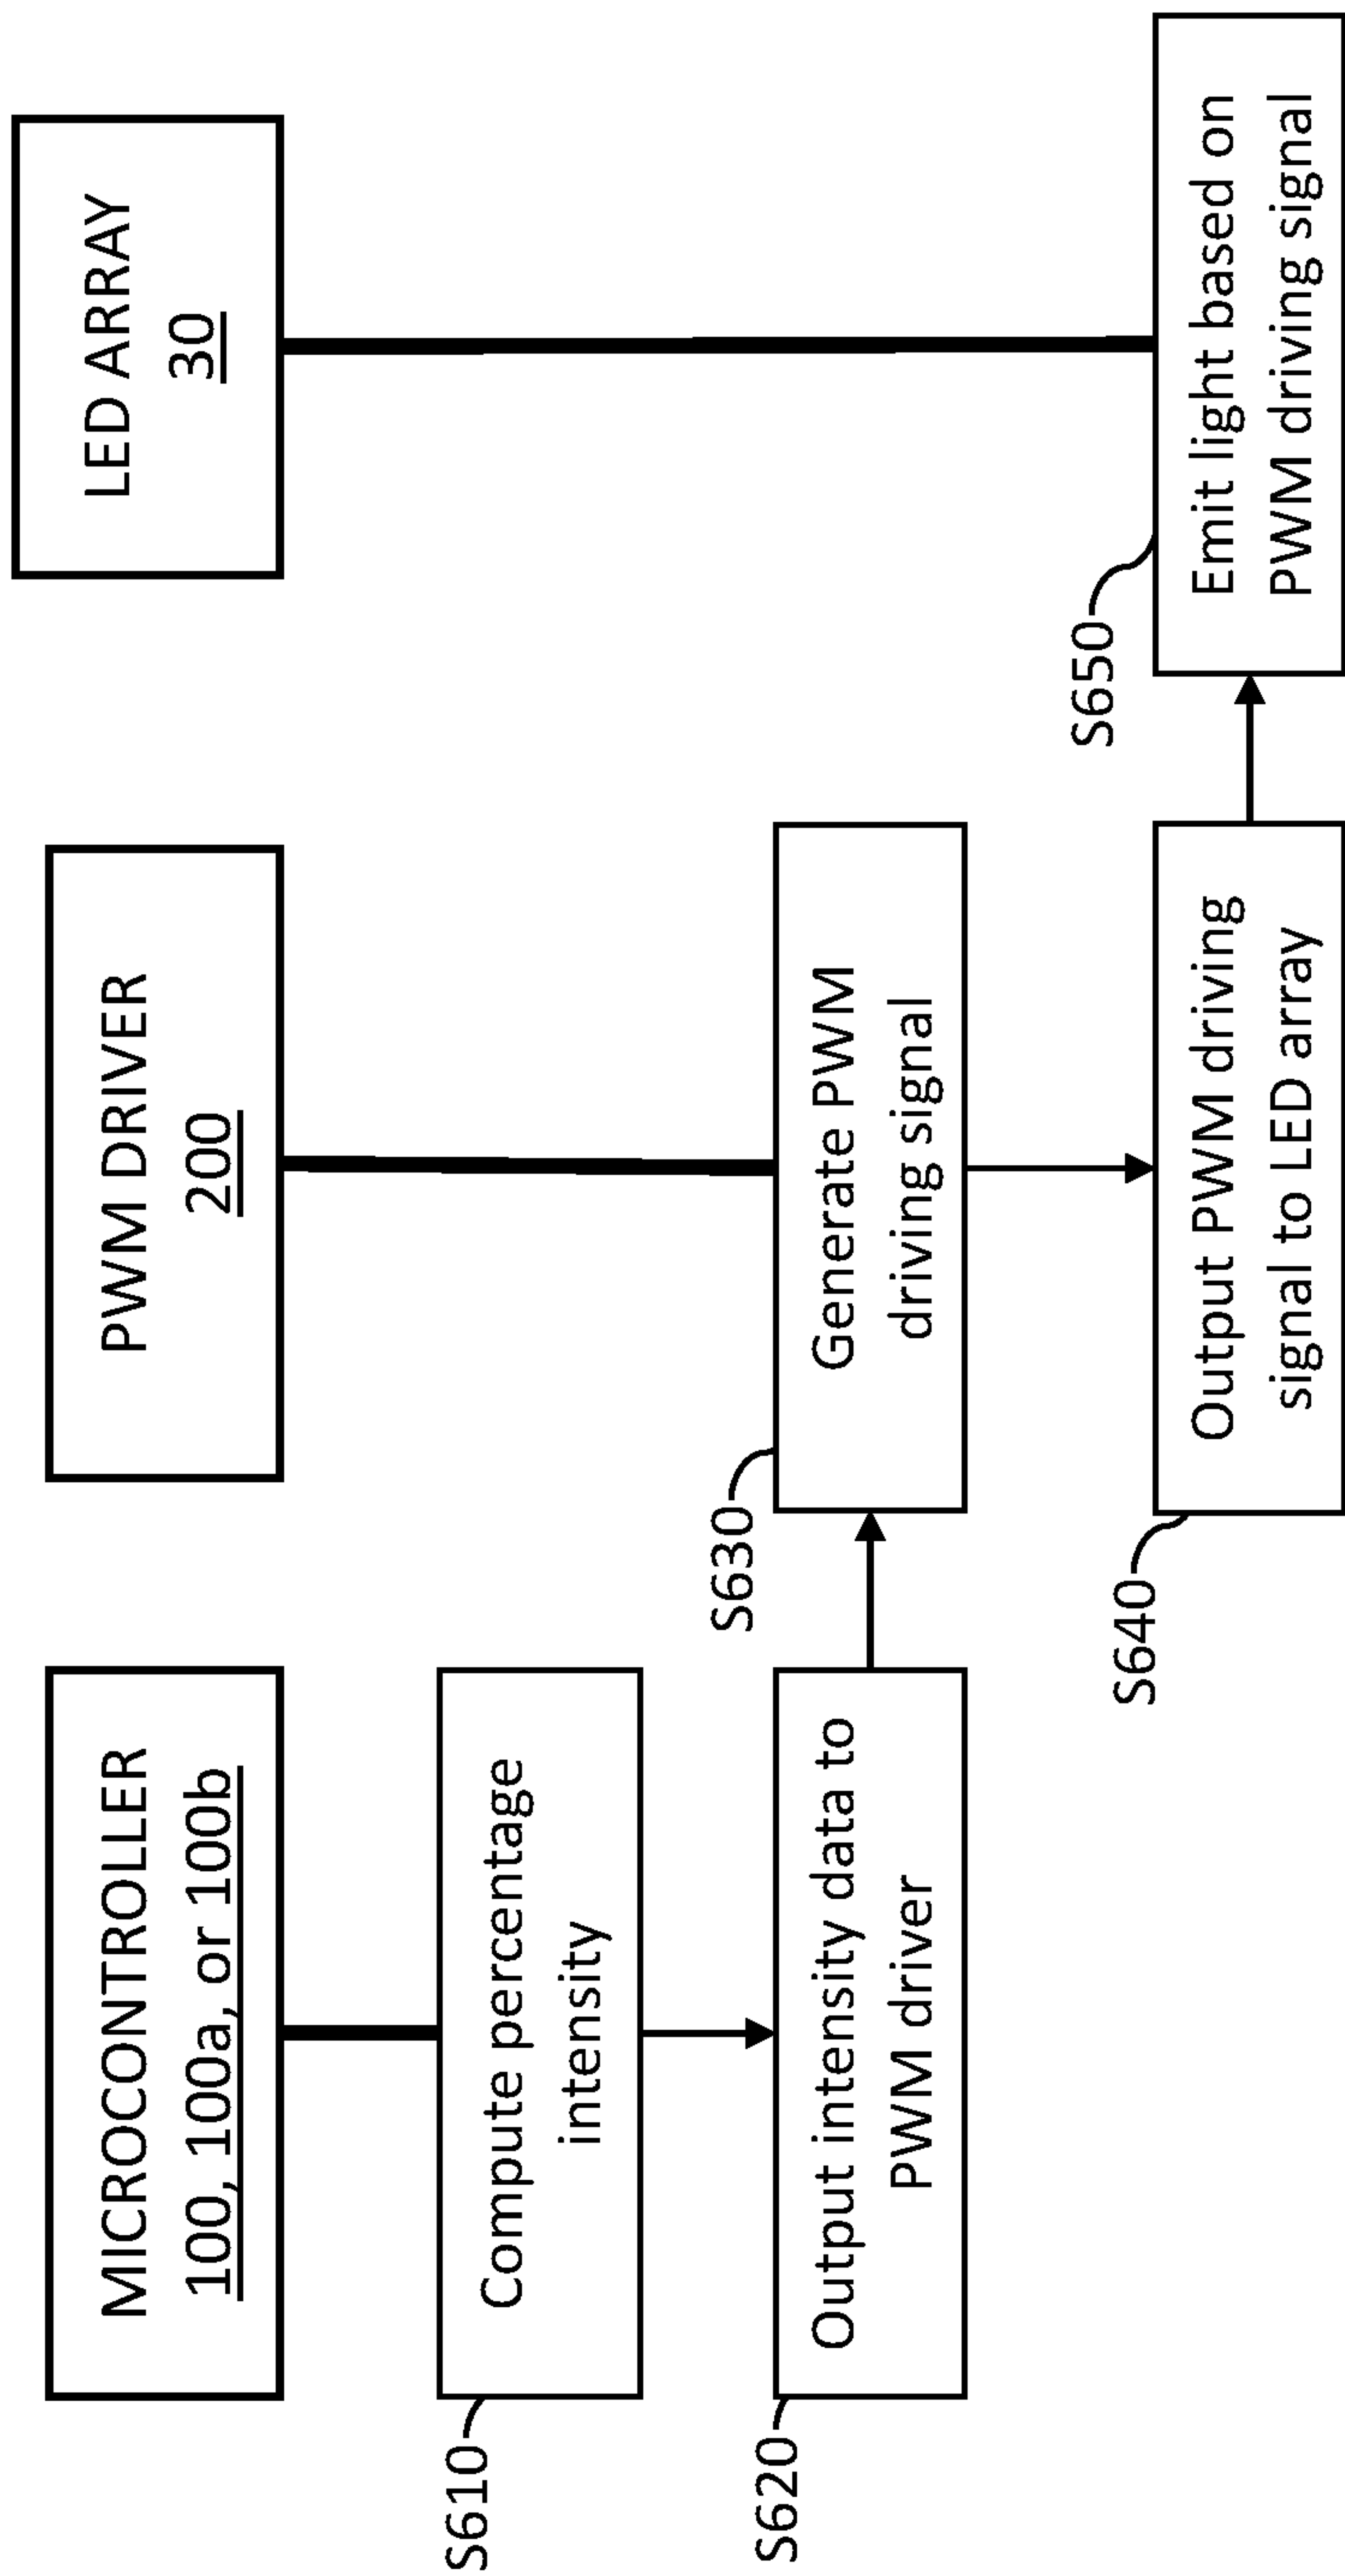 MICROCONTROLLER
100, 100a, or 100b
PWM DRIVER
200
LED ARRAY
30
S610
Compute percentage
intensity
S620
Output intensity data to
PWM driver
S630
Generate PWM
driving signal
S640
Output PWM driving
signal to LED array
S650
Emit light based on
PWM driving signal